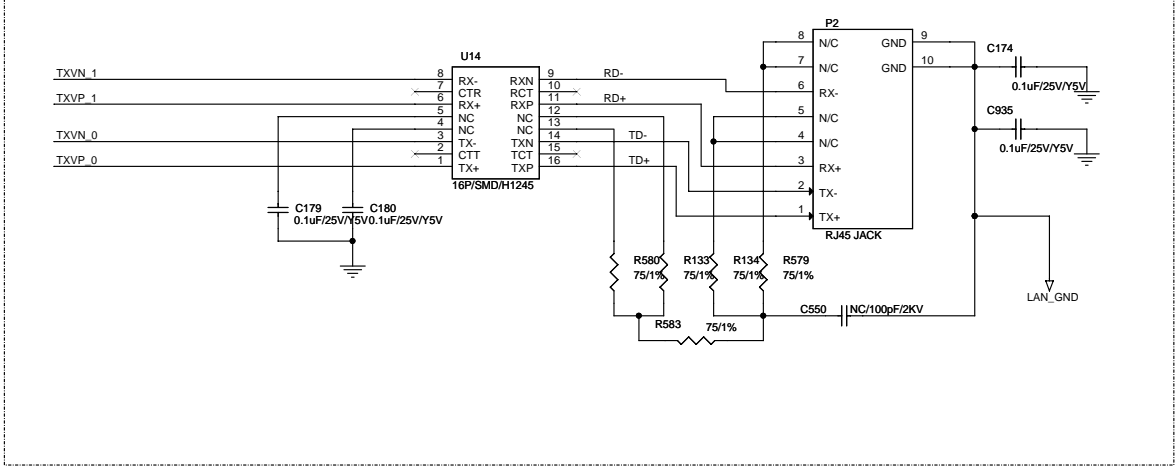 P2
8 N/C GND 9
7 N/C GND 10
6 RX-
5 N/C
4 N/C
3 RX+
2 TX-
1 TX+
RJ45 JACK
U14
TXVN_1 8 RX- RXN 9 RD-
7 CTR RCT 10
TXVP_1 6 RX+ RXP 11 RD+
5 NC NC 12
4 NC NC 13
TXVN_0 3 TX- TXN 14 TD-
2 CTT TCT 15
TXVP_0 1 TX+ TXP 16 TD+
16P/SMD/H1245
C174
0.1uF/25V/Y5V
C935
0.1uF/25V/Y5V
C179
0.1uF/25V/Y5V
C180
0.1uF/25V/Y5V
R580
75/1%
R133
75/1%
R134
75/1%
R579
75/1%
R583
75/1%
C550
NC/100pF/2KV
LAN_GND